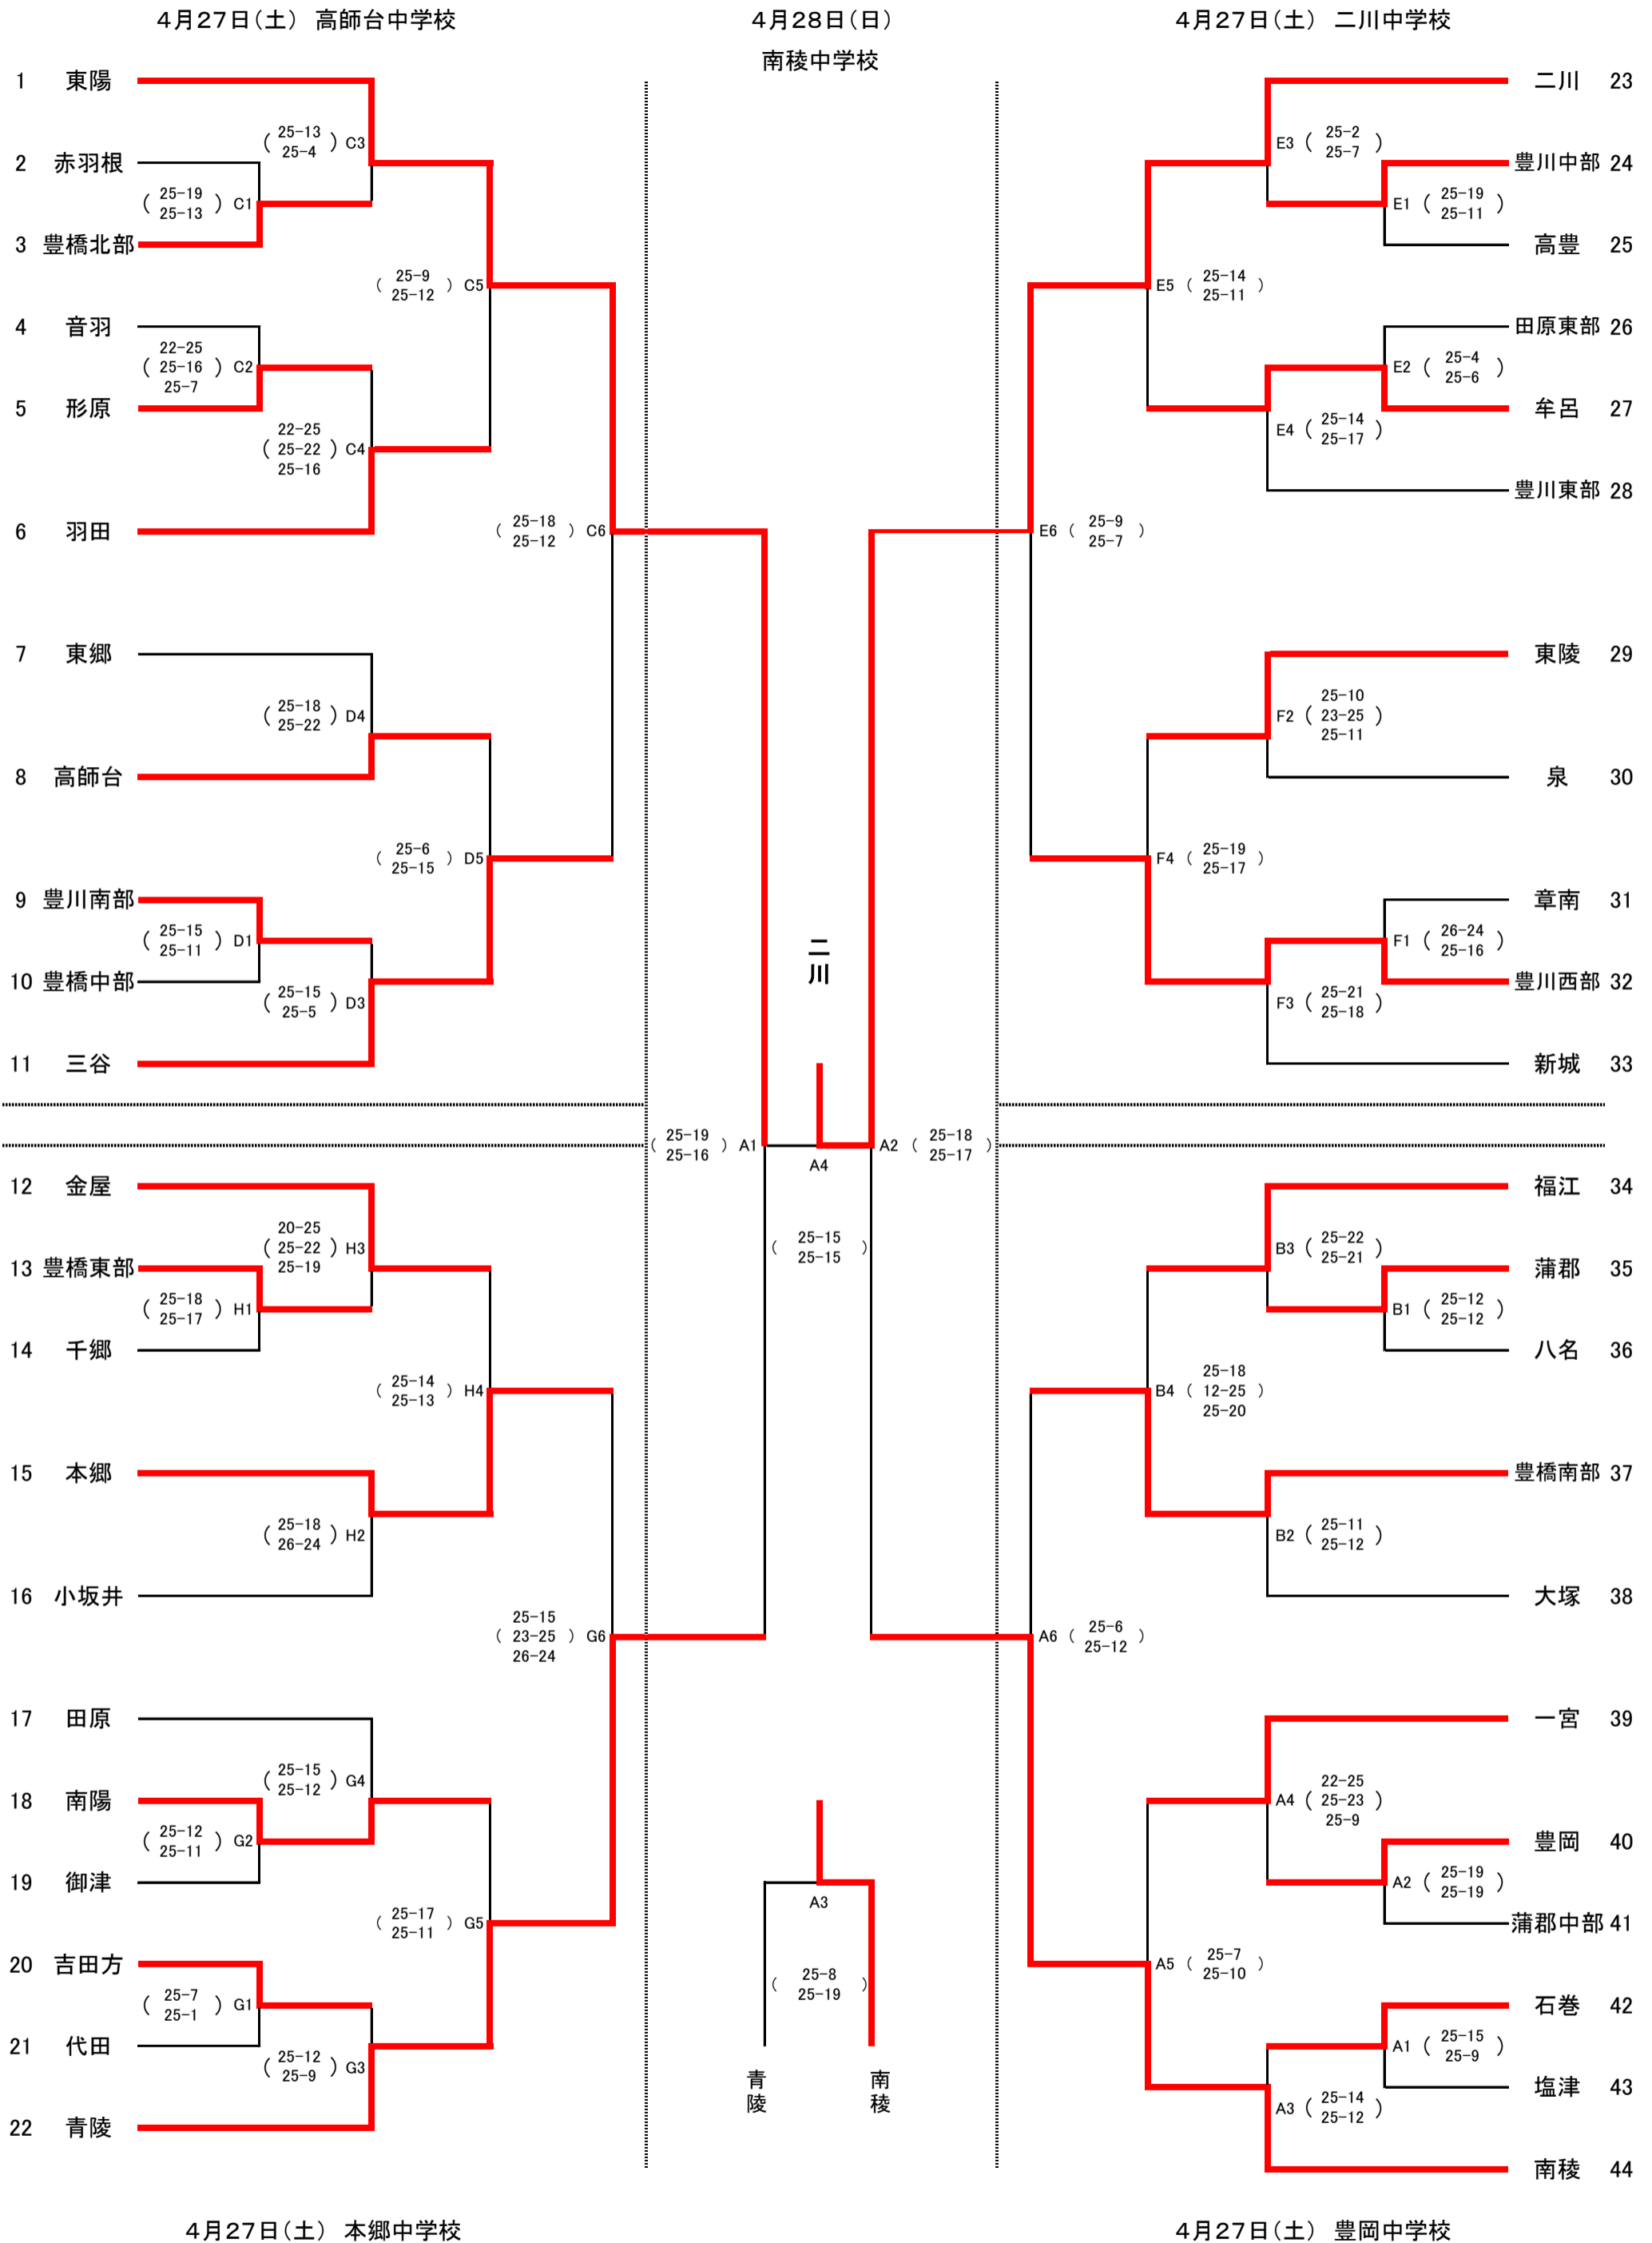 4月27日(土) 高師台中学校
4月28日(日)
南稜中学校
4月27日(土) 二川中学校
1 東陽
(25-13 25-4) C3
2 赤羽根
(25-19 25-13) C1
3 豊橋北部
(25-9 25-12) C5
4 音羽
(22-25 25-16 25-7) C2
5 形原
(22-25 25-22 25-16) C4
6 羽田
(25-18 25-12) C6
7 東郷
(25-18 25-22) D4
8 高師台
(25-6 25-15) D5
9 豊川南部
(25-15 25-11) D1
10 豊橋中部
(25-15 25-5) D3
11 三谷
二川 23
E3 (25-2 25-7)
豊川中部 24
E1 (25-19 25-11)
高豊 25
E5 (25-14 25-11)
田原東部 26
E2 (25-4 25-6)
牟呂 27
E4 (25-14 25-17)
豊川東部 28
E6 (25-9 25-7)
東陵 29
F2 (25-10 23-25 25-11)
泉 30
F4 (25-19 25-17)
章南 31
F1 (26-24 25-16)
豊川西部 32
F3 (25-21 25-18)
新城 33
二川
(25-19 25-16) A1
A4
A2 (25-18 25-17)
(25-15 25-15)
12 金屋
(20-25 25-22 25-19) H3
13 豊橋東部
(25-18 25-17) H1
14 千郷
(25-14 25-13) H4
15 本郷
(25-18 26-24) H2
16 小坂井
(25-15 23-25 26-24) G6
17 田原
(25-15 25-12) G4
18 南陽
(25-12 25-11) G2
19 御津
(25-17 25-11) G5
20 吉田方
(25-7 25-1) G1
21 代田
(25-12 25-9) G3
22 青陵
福江 34
B3 (25-22 25-21)
蒲郡 35
B1 (25-12 25-12)
八名 36
B4 (25-18 12-25 25-20)
豊橋南部 37
B2 (25-11 25-12)
大塚 38
A6 (25-6 25-12)
一宮 39
A4 (22-25 25-23 25-9)
豊岡 40
A2 (25-19 25-19)
蒲郡中部 41
A5 (25-7 25-10)
石巻 42
A1 (25-15 25-9)
塩津 43
A3 (25-14 25-12)
南稜 44
A3
(25-8 25-19)
青陵
南稜
4月27日(土) 本郷中学校
4月27日(土) 豊岡中学校